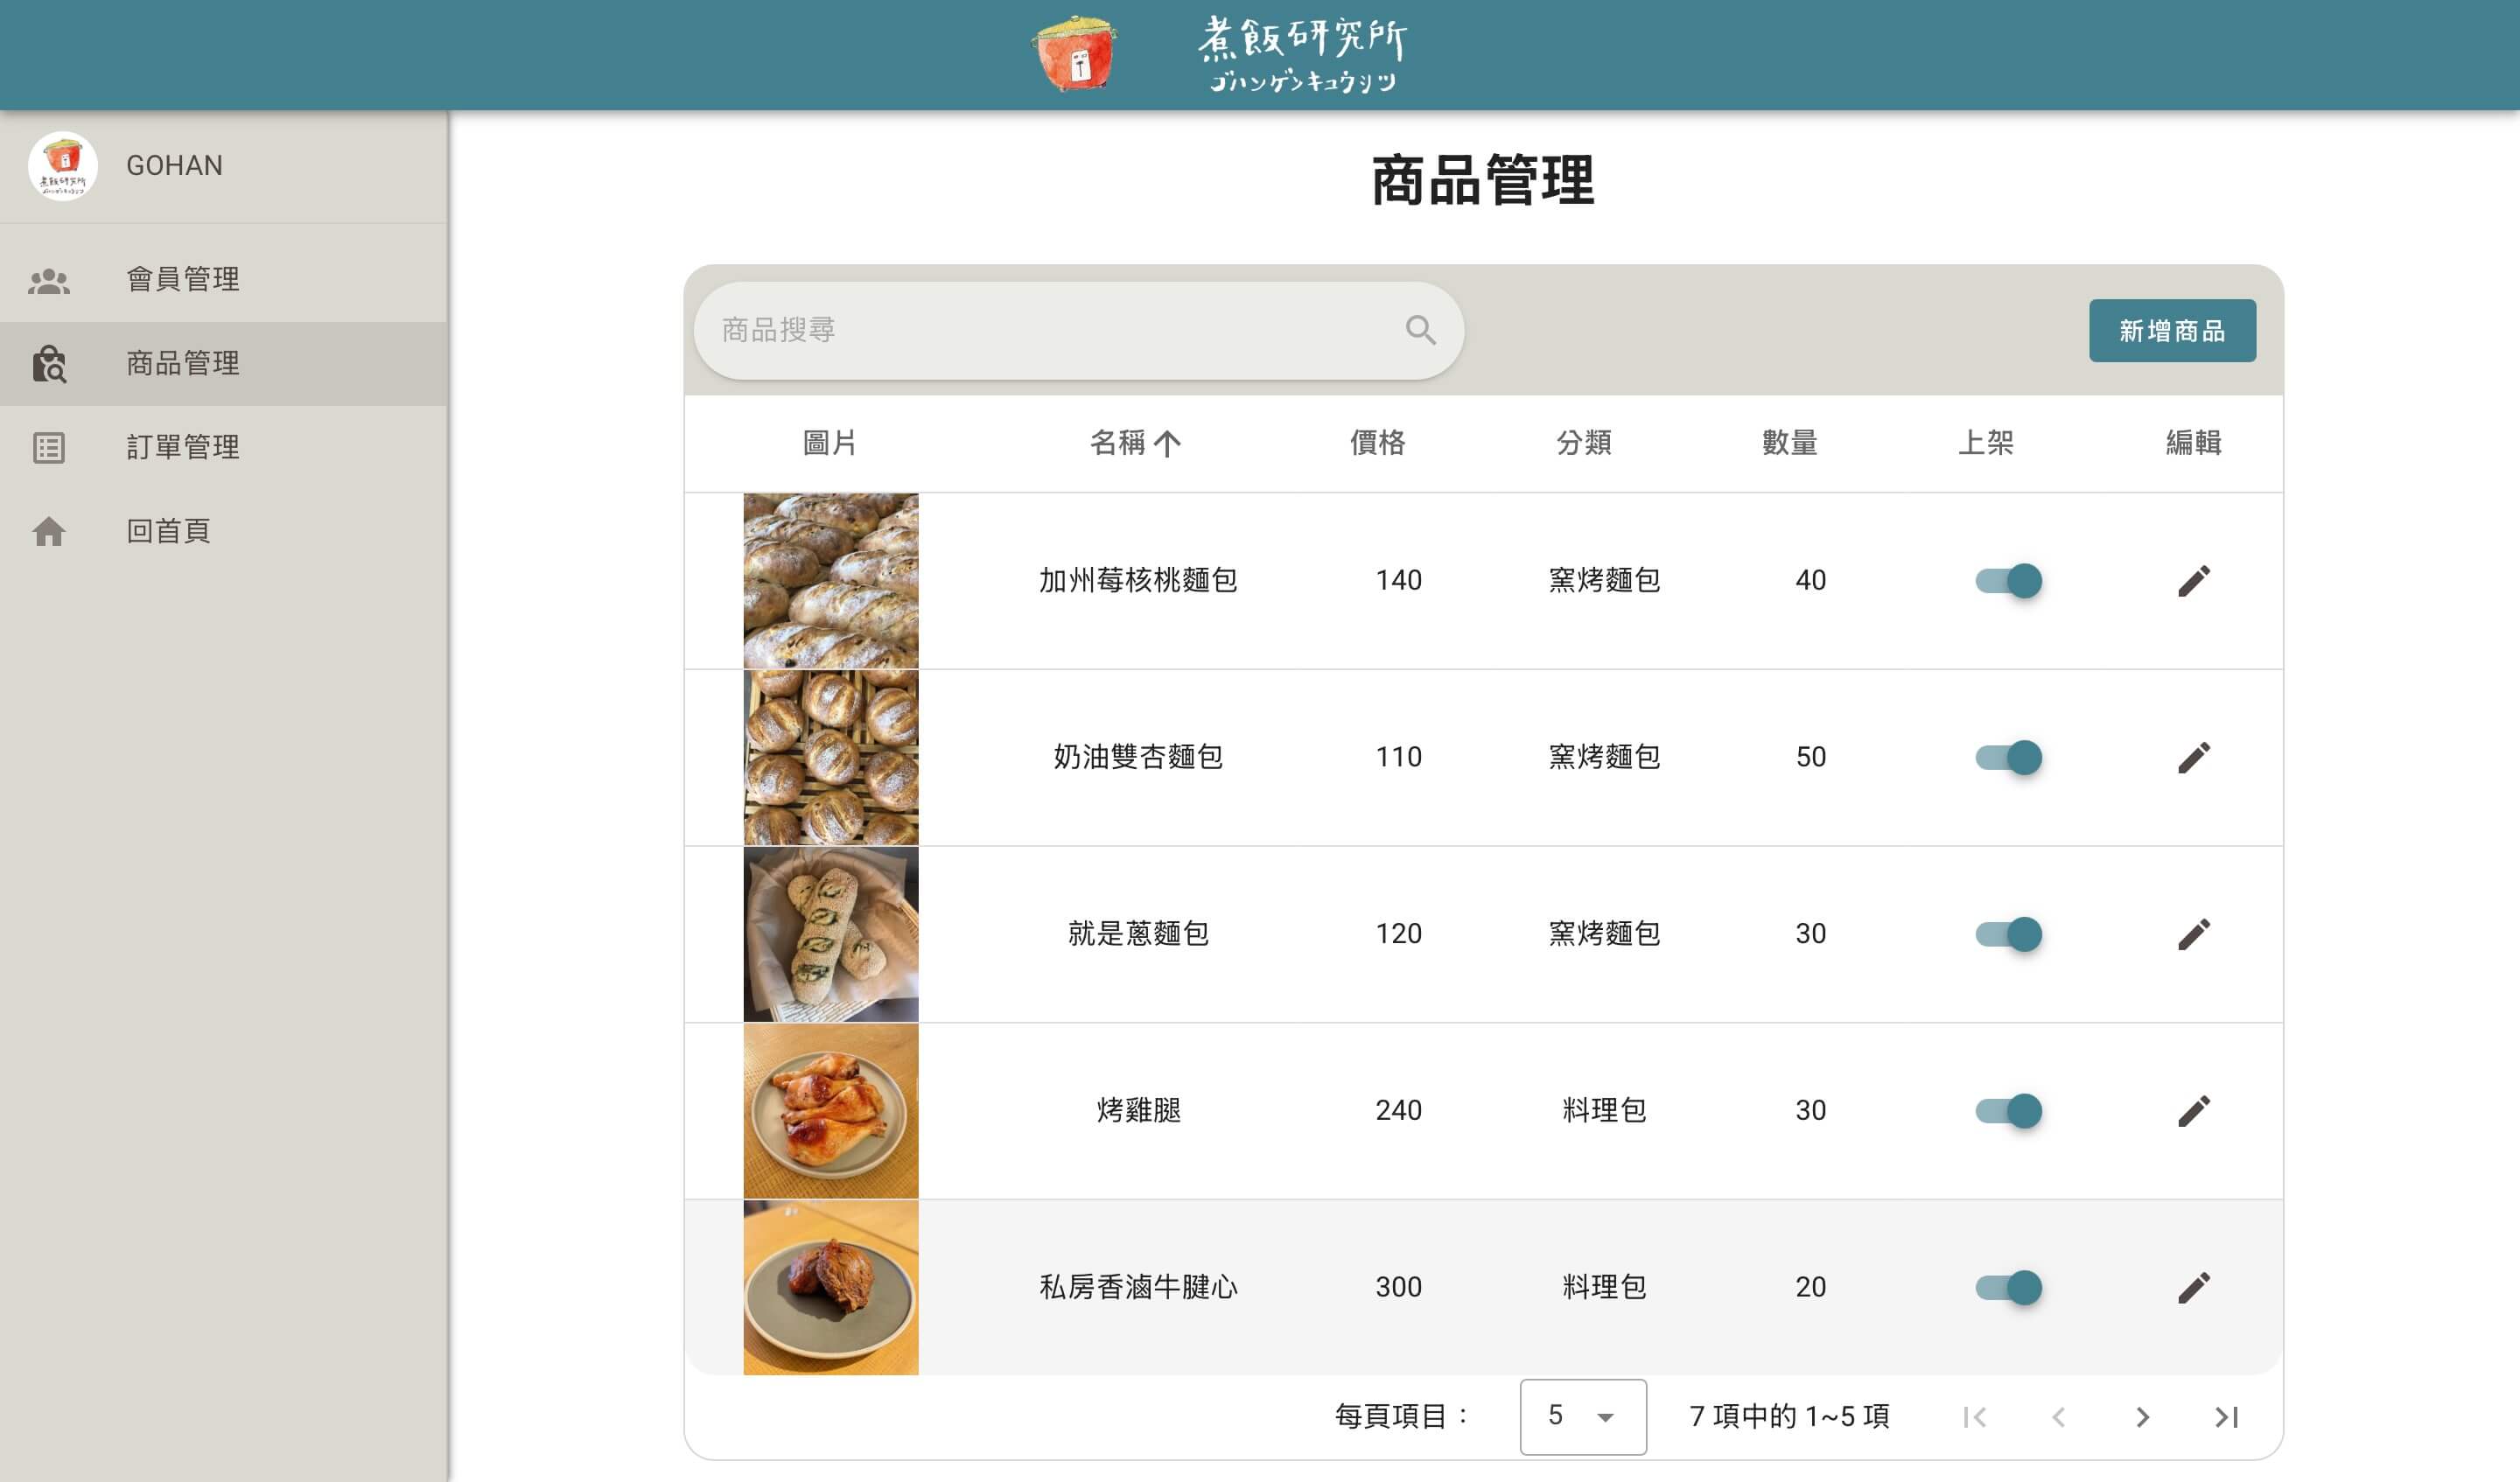 煮飯研究所
ゴハンゲンキュウシツ
GOHAN
會員管理
商品管理
訂單管理
回首頁
商品管理
商品搜尋
新增商品
圖片 名稱 價格 分類 數量 上架 編輯
加州莓核桃麵包 140 窯烤麵包 40
奶油雙杏麵包 110 窯烤麵包 50
就是蔥麵包 120 窯烤麵包 30
烤雞腿 240 料理包 30
私房香滷牛腱心 300 料理包 20
每頁項目： 5 7 項中的 1~5 項